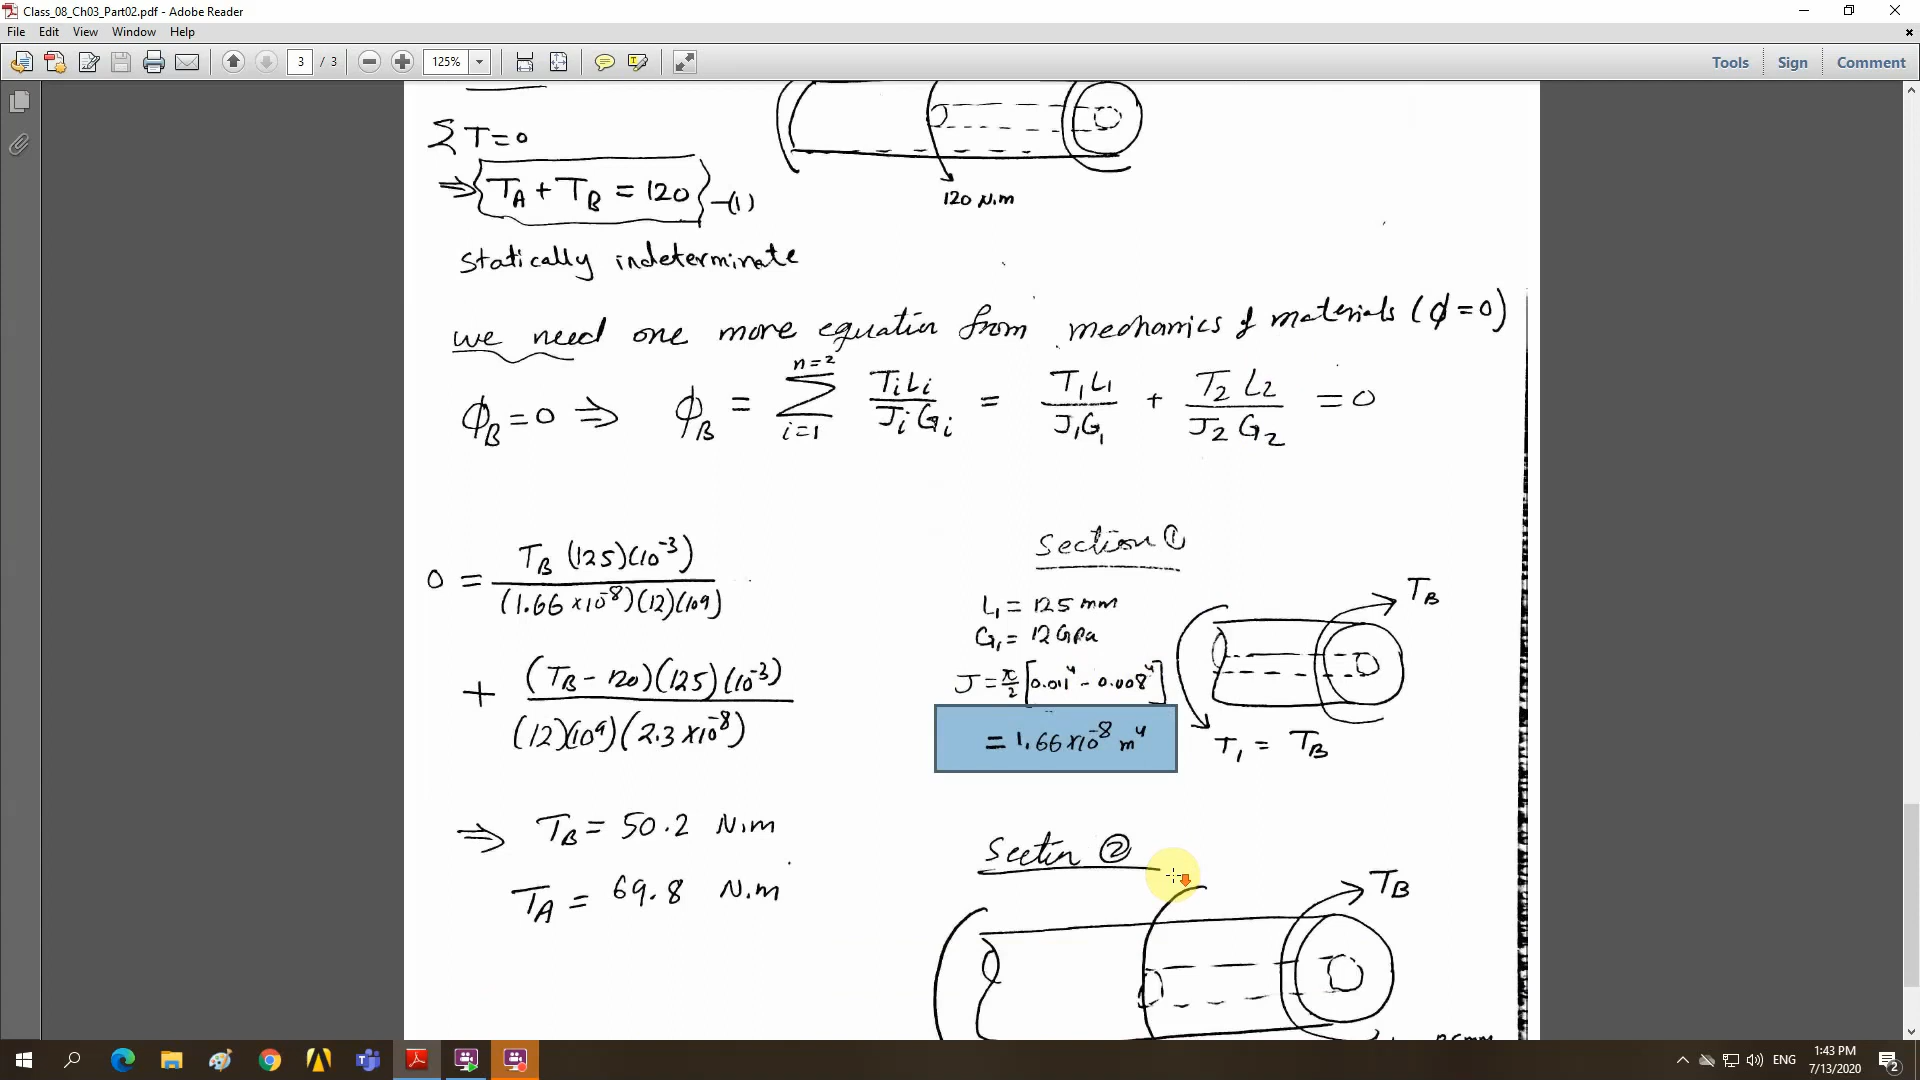 Class_08_Ch03_Part02.pdf - Adobe Reader
File Edit View Window Help
3 / 3 125% Tools Sign Comment
ΣT=0
120 N.m
⇒ TA + TB = 120 —(1)
statically indeterminate
we need one more equation from mechanics of materials (ϕ=0)
ϕB=0 ⇒ ϕB = Σ n=2 i=1 TiLi / JiGi = T1L1 / J1G1 + T2L2 / J2G2 = 0
Section ①
0 = TB (125)(10^-3) / (1.66×10^-8)(12)(10^9)
TB
L1 = 125 mm
G1 = 12 GPa
+ (TB - 120)(125)(10^-3) / (12)(10^9)(2.3×10^-8)
J = π/2 [0.011^4 - 0.008^4]
= 1.66×10^-8 m^4
T1 = TB
⇒ TB = 50.2 N.m
TA = 69.8 N.m
Sectin ②
TB
ENG
1:43 PM
7/13/2020
2